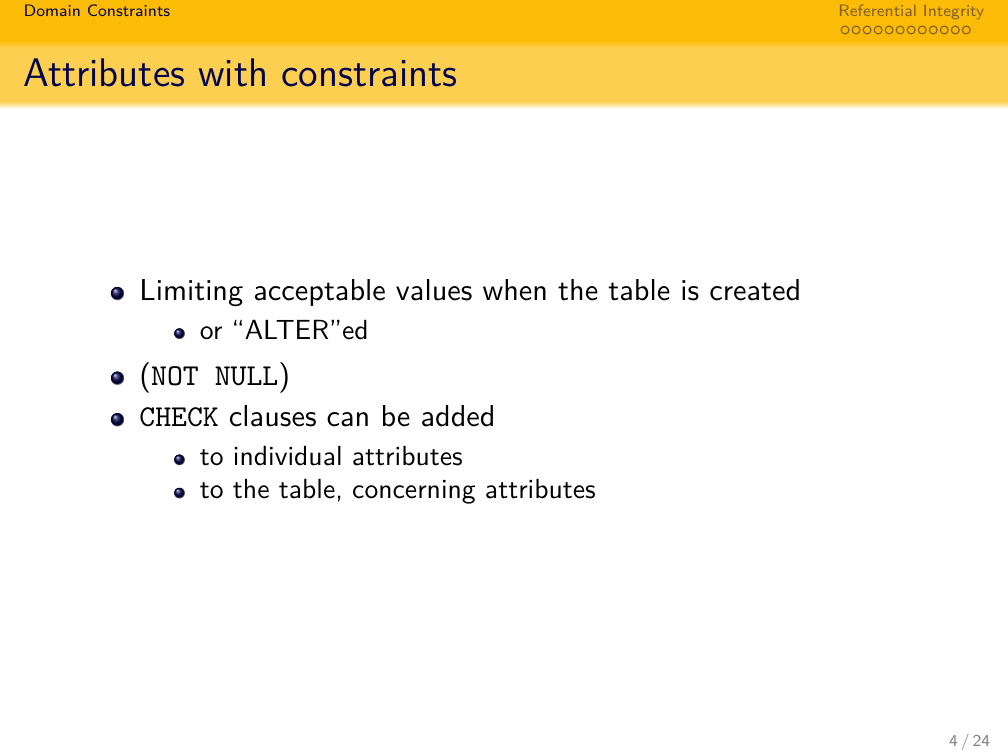 Domain Constraints
Referential Integrity
Attributes with constraints
Limiting acceptable values when the table is created
or “ALTER”ed
(NOT NULL)
CHECK clauses can be added
to individual attributes
to the table, concerning attributes
4 / 24